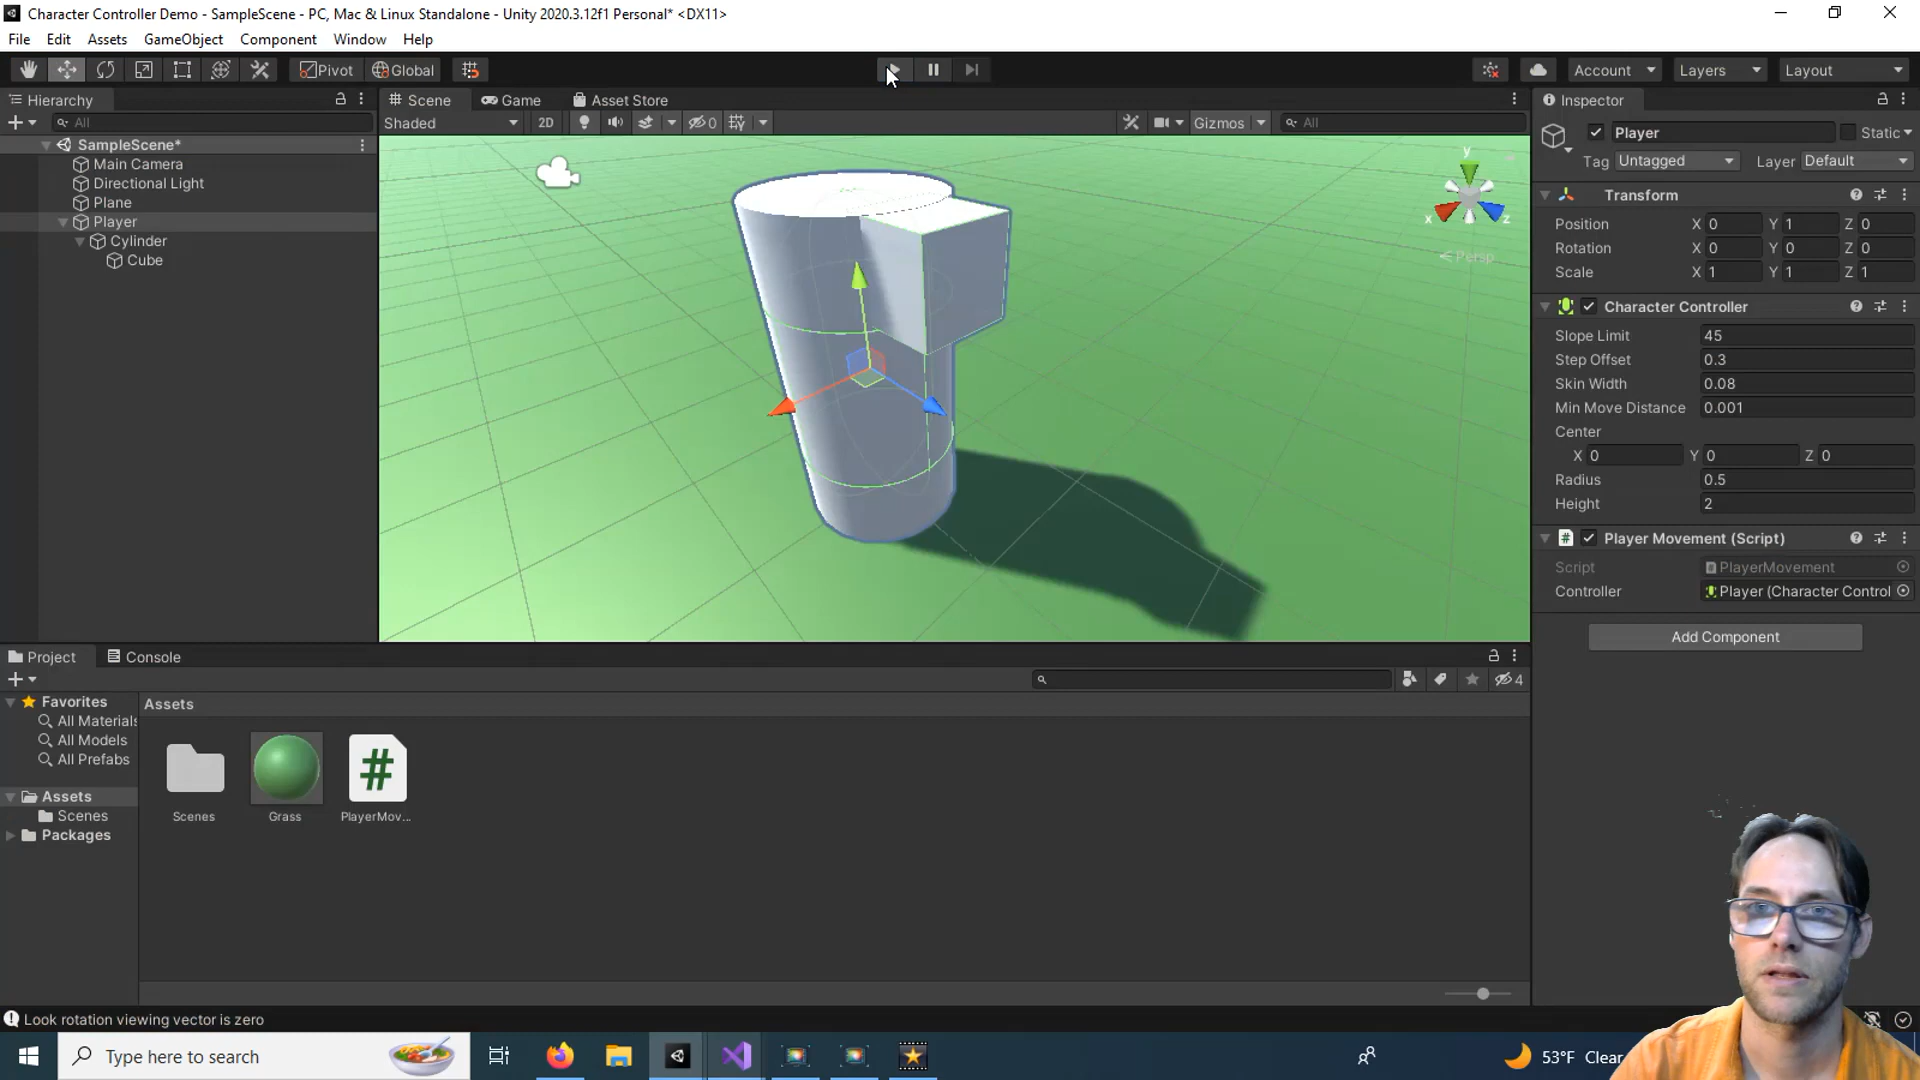 Character Controller Demo - SampleScene - PC, Mac & Linux Standalone - Unity 2020.3.12f1 Personal* <DX11>
File Edit Assets GameObject Component Window Help
Pivot Global Account Layers Layout
Hierarchy
All
SampleScene*
Main Camera
Directional Light
Plane
Player
Cylinder
Cube
Scene Game Asset Store
Shaded 2D 0 Gizmos All
y
x z
Persp
Inspector
Player Static
Tag Untagged Layer Default
Transform
Position X 0 Y 1 Z 0
Rotation X 0 Y 0 Z 0
Scale X 1 Y 1 Z 1
Character Controller
Slope Limit 45
Step Offset 0.3
Skin Width 0.08
Min Move Distance 0.001
Center
X 0 Y 0 Z 0
Radius 0.5
Height 2
# Player Movement (Script)
Script PlayerMovement
Controller Player (Character Control
Add Component
Project Console
4
Favorites
All Materials
All Models
All Prefabs
Assets
Scenes
Packages
Assets
#
Scenes Grass PlayerMov...
Look rotation viewing vector is zero
Type here to search
53°F Clear